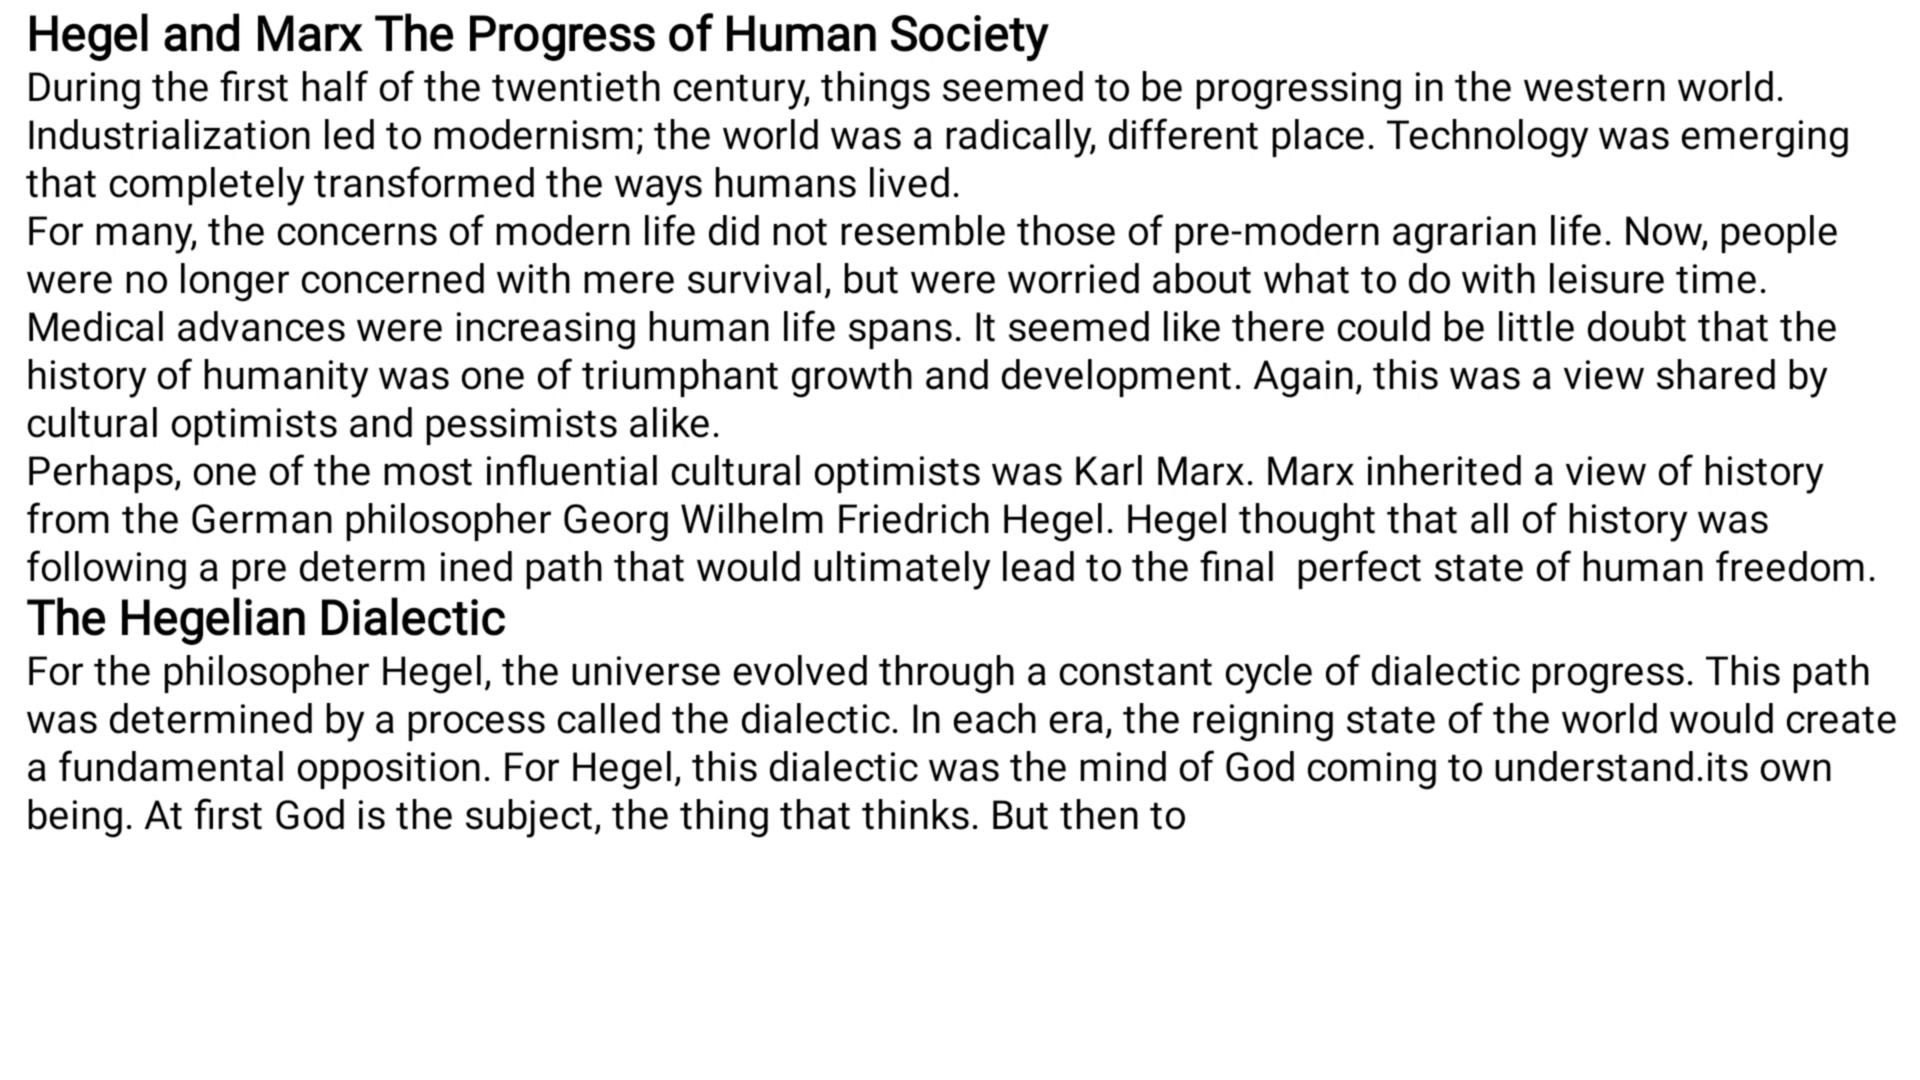 Hegel and Marx The Progress of Human Society
During the first half of the twentieth century, things seemed to be progressing in the western world.
Industrialization led to modernism; the world was a radically, different place. Technology was emerging
that completely transformed the ways humans lived.
For many, the concerns of modern life did not resemble those of pre-modern agrarian life. Now, people
were no longer concerned with mere survival, but were worried about what to do with leisure time.
Medical advances were increasing human life spans. It seemed like there could be little doubt that the
history of humanity was one of triumphant growth and development. Again, this was a view shared by
cultural optimists and pessimists alike.
Perhaps, one of the most influential cultural optimists was Karl Marx. Marx inherited a view of history
from the German philosopher Georg Wilhelm Friedrich Hegel. Hegel thought that all of history was
following a pre determ ined path that would ultimately lead to the final  perfect state of human freedom.
The Hegelian Dialectic
For the philosopher Hegel, the universe evolved through a constant cycle of dialectic progress. This path
was determined by a process called the dialectic. In each era, the reigning state of the world would create
a fundamental opposition. For Hegel, this dialectic was the mind of God coming to understand.its own
being. At first God is the subject, the thing that thinks. But then to